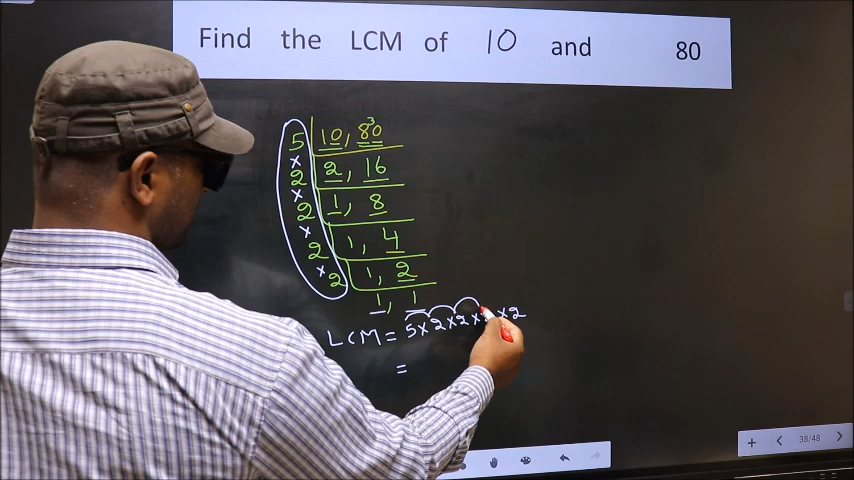 Find the LCM of 10 and 80
5 | 10, 80
3
×
2 | 2, 16
×
2 | 1, 8
×
2 | 1, 4
×
2 | 1, 2
1, 1
LCM = 5×2×2× ×2
=
38/48